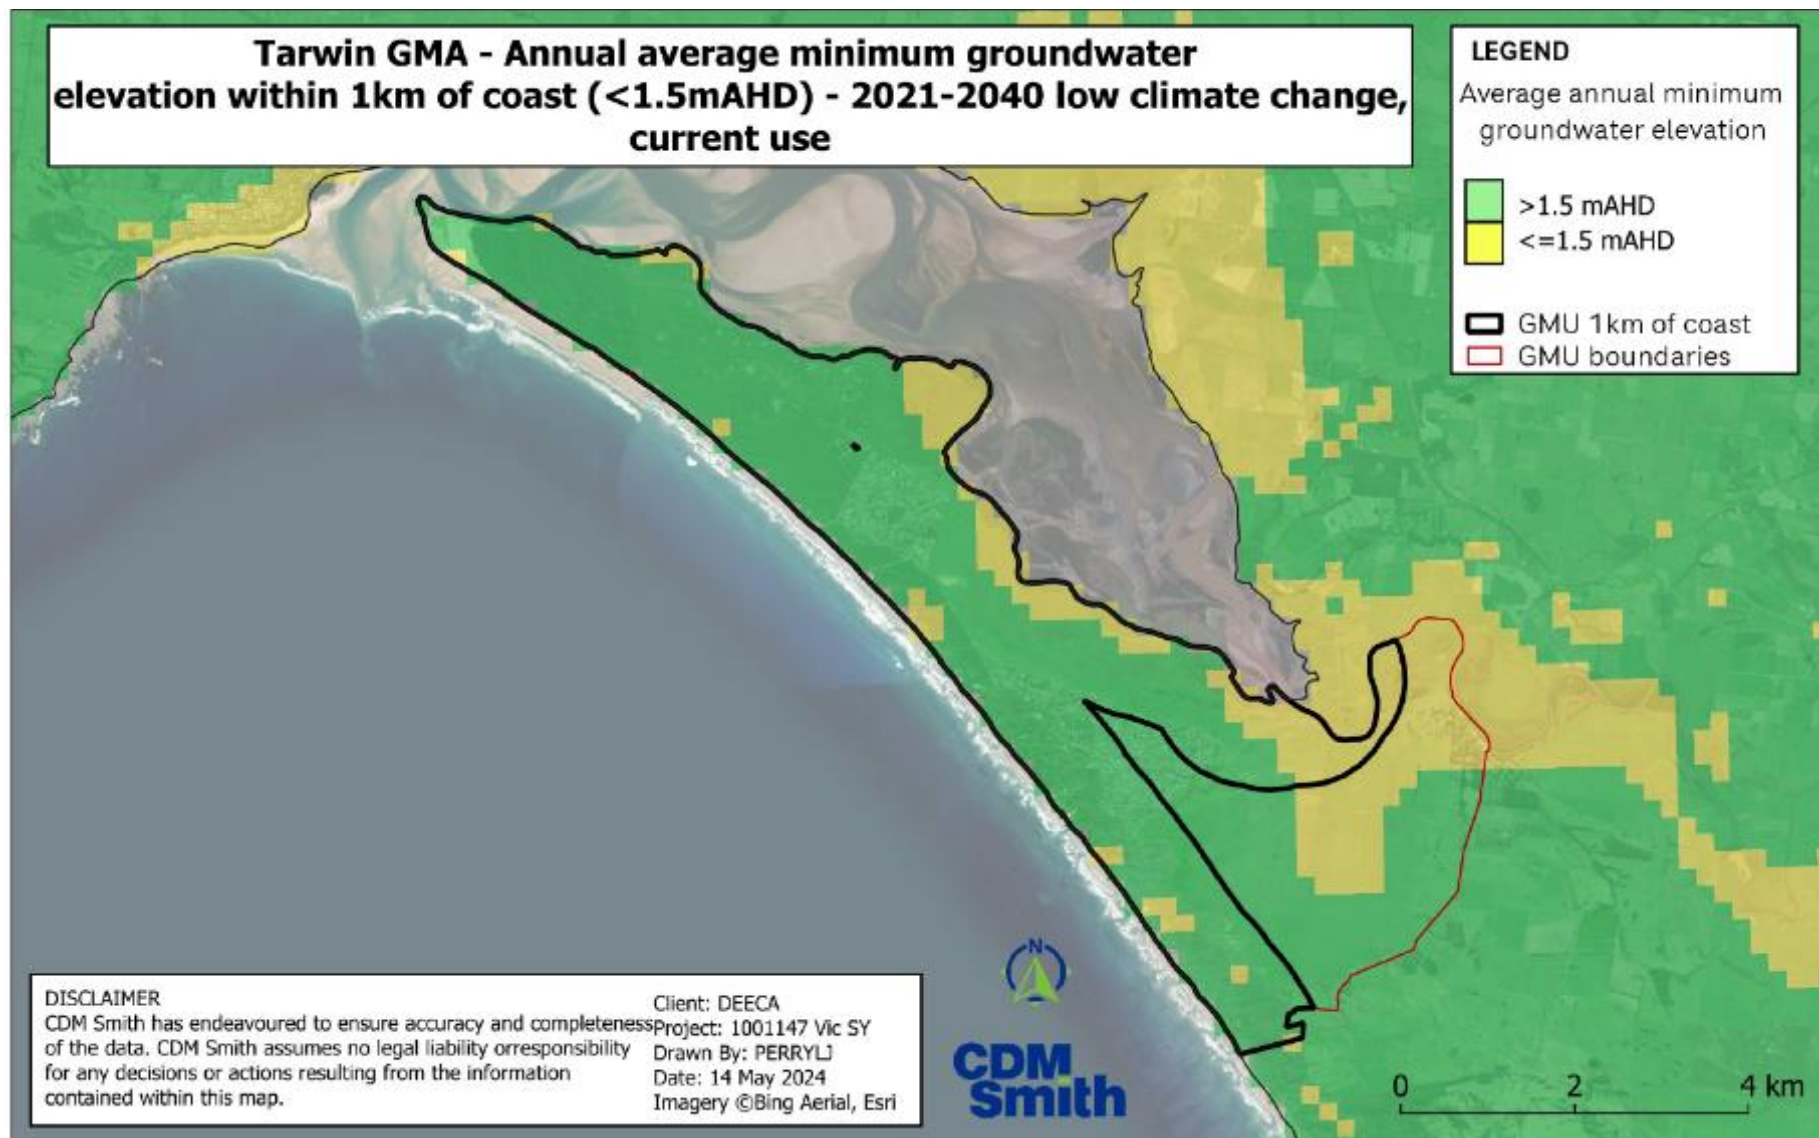 Tarwin GMA - Annual average minimum groundwater
elevation within 1km of coast (<1.5mAHD) - 2021-2040 low climate change,
current use
LEGEND
Average annual minimum
groundwater elevation
>1.5 mAHD
<=1.5 mAHD
GMU 1km of coast
GMU boundaries
DISCLAIMER
CDM Smith has endeavoured to ensure accuracy and completeness
of the data. CDM Smith assumes no legal liability orresponsibility
for any decisions or actions resulting from the information
contained within this map.
Client: DEECA
Project: 1001147 Vic SY
Drawn By: PERRYLJ
Date: 14 May 2024
Imagery ©Bing Aerial, Esri
N
CDM
Smith
0 2 4 km